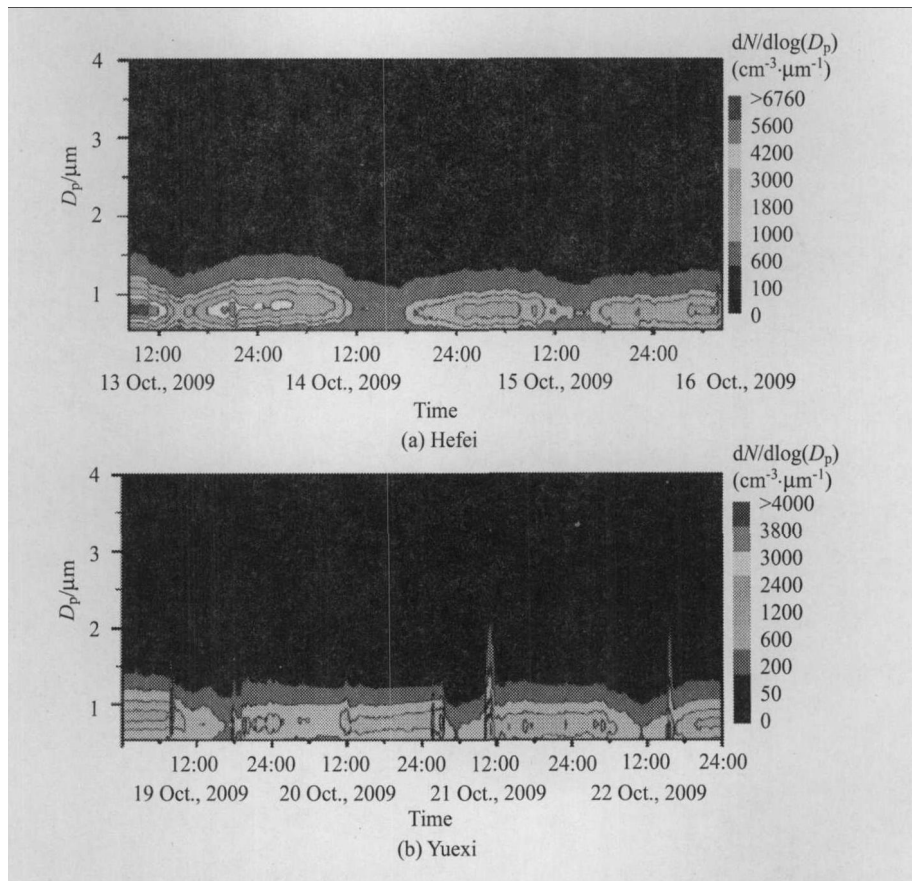 dN/dlog(Dp)
(cm-3·μm-1)
>6760
5600
4200
3000
1800
1000
600
100
0
4
3
2
1
Dp/μm
12:00 24:00 12:00 24:00 12:00 24:00
13 Oct., 2009 14 Oct., 2009 15 Oct., 2009 16 Oct., 2009
Time
(a) Hefei
dN/dlog(Dp)
(cm-3·μm-1)
>4000
3800
3000
2400
1200
600
200
50
0
4
3
2
1
Dp/μm
12:00 24:00 12:00 24:00 12:00 12:00 24:00
19 Oct., 2009 20 Oct., 2009 21 Oct., 2009 22 Oct., 2009
Time
(b) Yuexi